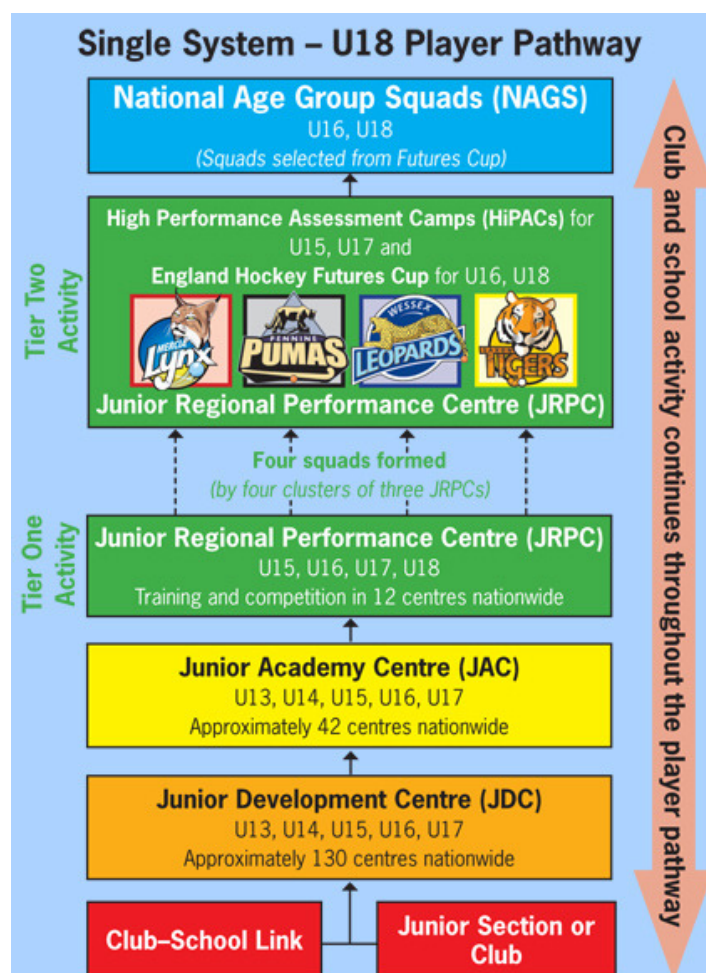 Single System – U18 Player Pathway
National Age Group Squads (NAGS)
U16, U18
(Squads selected from Futures Cup)
High Performance Assessment Camps (HiPACs) for
U15, U17 and
England Hockey Futures Cup for U16, U18
MERCIA
Lynx
PENNINE
PUMAS
WESSEX
LEOPARDS
TIGERS
Junior Regional Performance Centre (JRPC)
Tier Two
Activity
Four squads formed
(by four clusters of three JRPCs)
Junior Regional Performance Centre (JRPC)
U15, U16, U17, U18
Training and competition in 12 centres nationwide
Tier One
Activity
Junior Academy Centre (JAC)
U13, U14, U15, U16, U17
Approximately 42 centres nationwide
Junior Development Centre (JDC)
U13, U14, U15, U16, U17
Approximately 130 centres nationwide
Club–School Link
Junior Section or
Club
Club and school activity continues throughout the player pathway